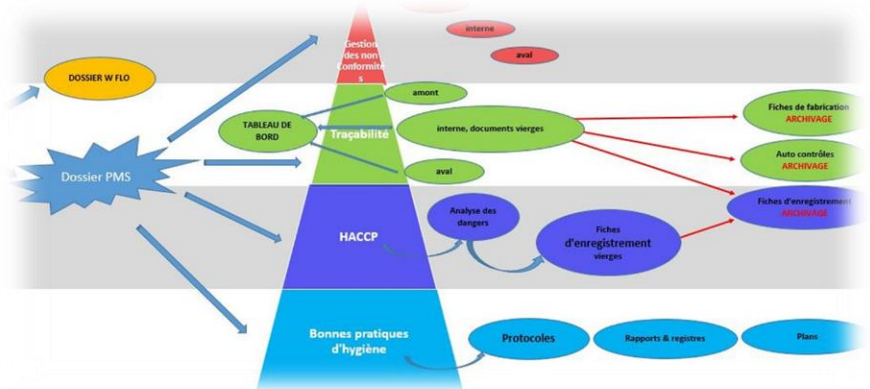 Gestion
des non
Conformité
s
interne
aval
DOSSIER W FLO
amont
TABLEAU DE
BORD
Traçabilité
interne, documents vierges
aval
Fiches de fabrication
ARCHIVAGE
Auto contrôles
ARCHIVAGE
Dossier PMS
Fiches d'enregistrement
ARCHIVAGE
HACCP
Analyse des
dangers
Fiches
d'enregistrement
vierges
Bonnes pratiques
d'hygiène
Protocoles
Rapports & registres
Plans